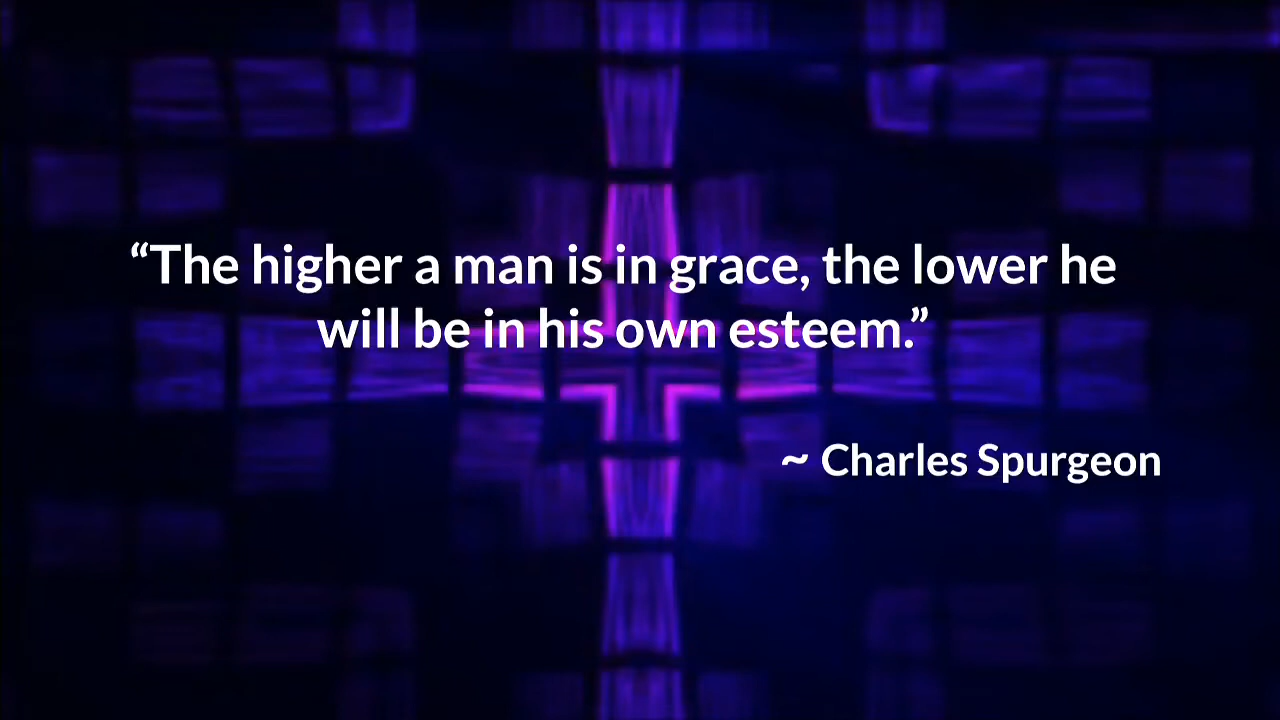 “The higher a man is in grace, the lower he
will be in his own esteem.”
~ Charles Spurgeon